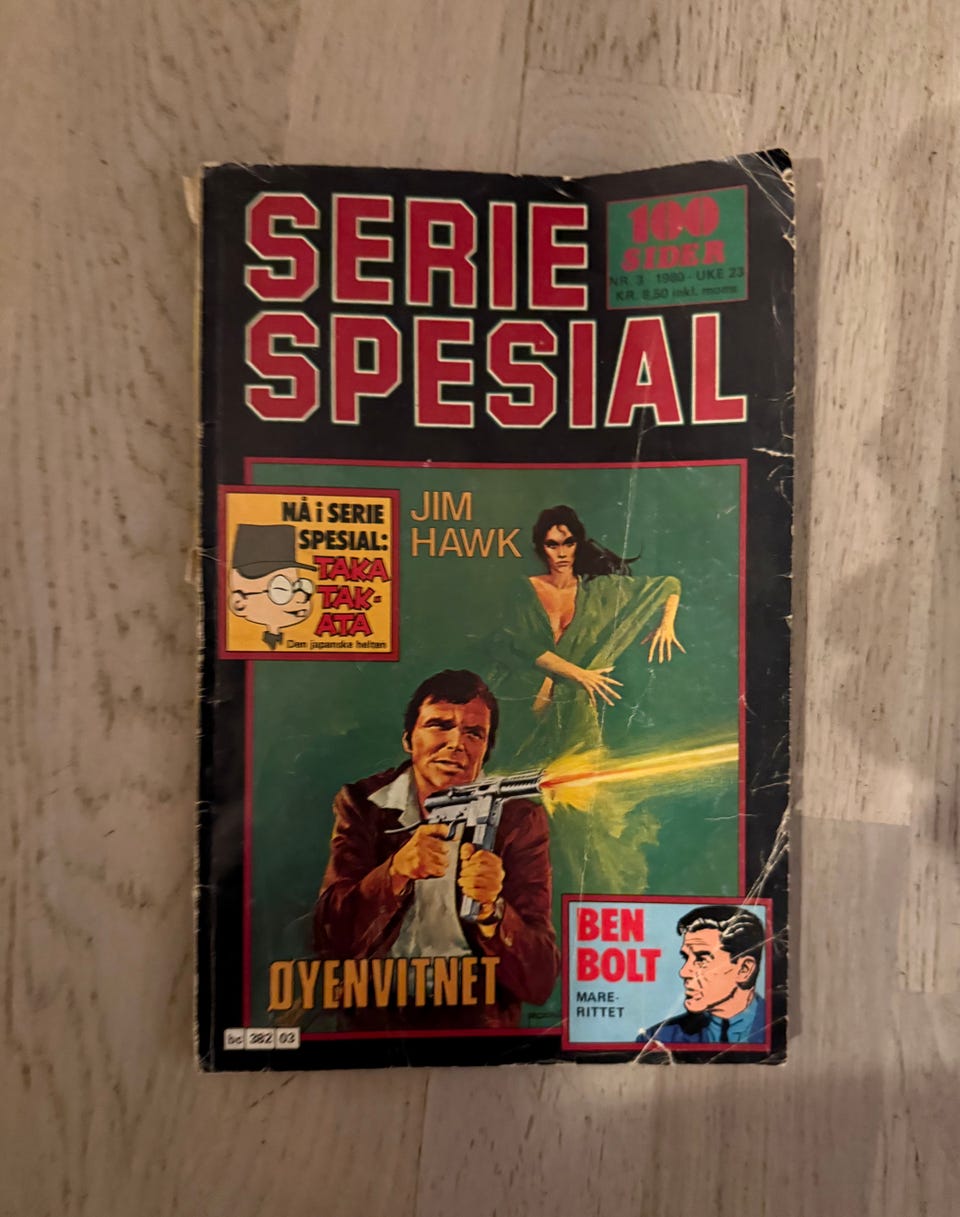 SERIE
SPESIAL
100
SIDER
NR. 3 1980 - UKE 23
KR. 8,50 inkl. moms
NÅ i SERIE
SPESIAL:
TAKA
TAK-
ATA
Den japanske helten
JIM
HAWK
ØYENVITNET
BEN
BOLT
MARE-
RITTET
bc 382 03